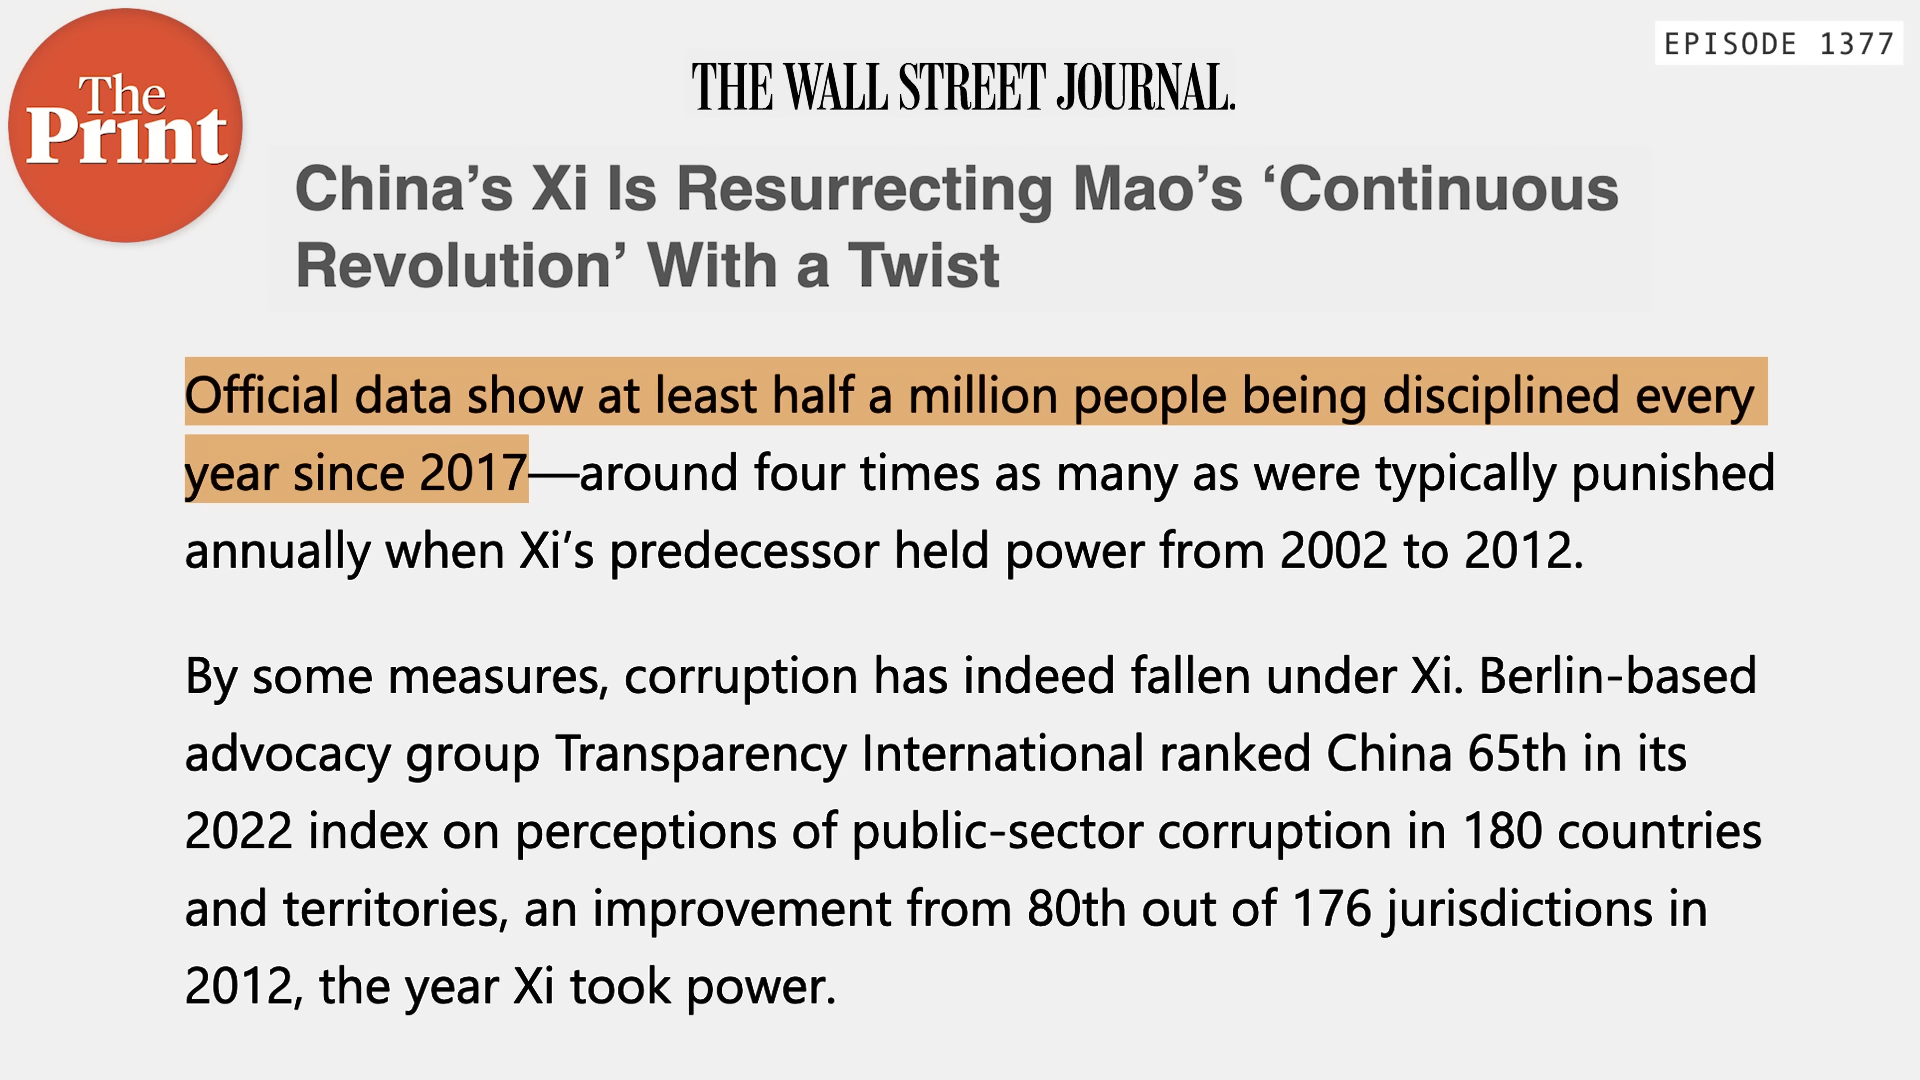 The
Print
EPISODE 1377
THE WALL STREET JOURNAL.
China’s Xi Is Resurrecting Mao’s ‘Continuous
Revolution’ With a Twist
Official data show at least half a million people being disciplined every
year since 2017—around four times as many as were typically punished
annually when Xi’s predecessor held power from 2002 to 2012.
By some measures, corruption has indeed fallen under Xi. Berlin-based
advocacy group Transparency International ranked China 65th in its
2022 index on perceptions of public-sector corruption in 180 countries
and territories, an improvement from 80th out of 176 jurisdictions in
2012, the year Xi took power.